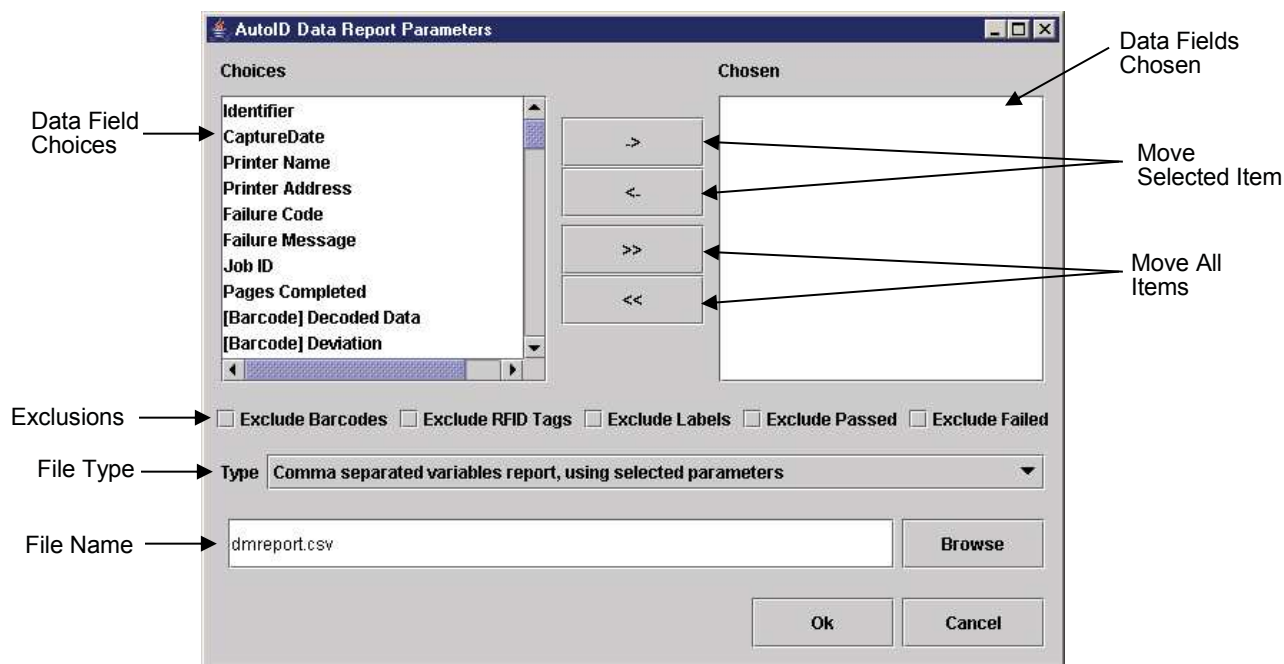 AutoID Data Report Parameters
Choices
Chosen
Data Fields
Chosen
Data Field
Choices
Identifier
CaptureDate
Printer Name
Printer Address
Failure Code
Failure Message
Job ID
Pages Completed
[Barcode] Decoded Data
[Barcode] Deviation
->
<-
>>
<<
Move
Selected Item
Move All
Items
Exclusions
Exclude Barcodes
Exclude RFID Tags
Exclude Labels
Exclude Passed
Exclude Failed
File Type
Type
Comma separated variables report, using selected parameters
File Name
dmreport.csv
Browse
Ok
Cancel